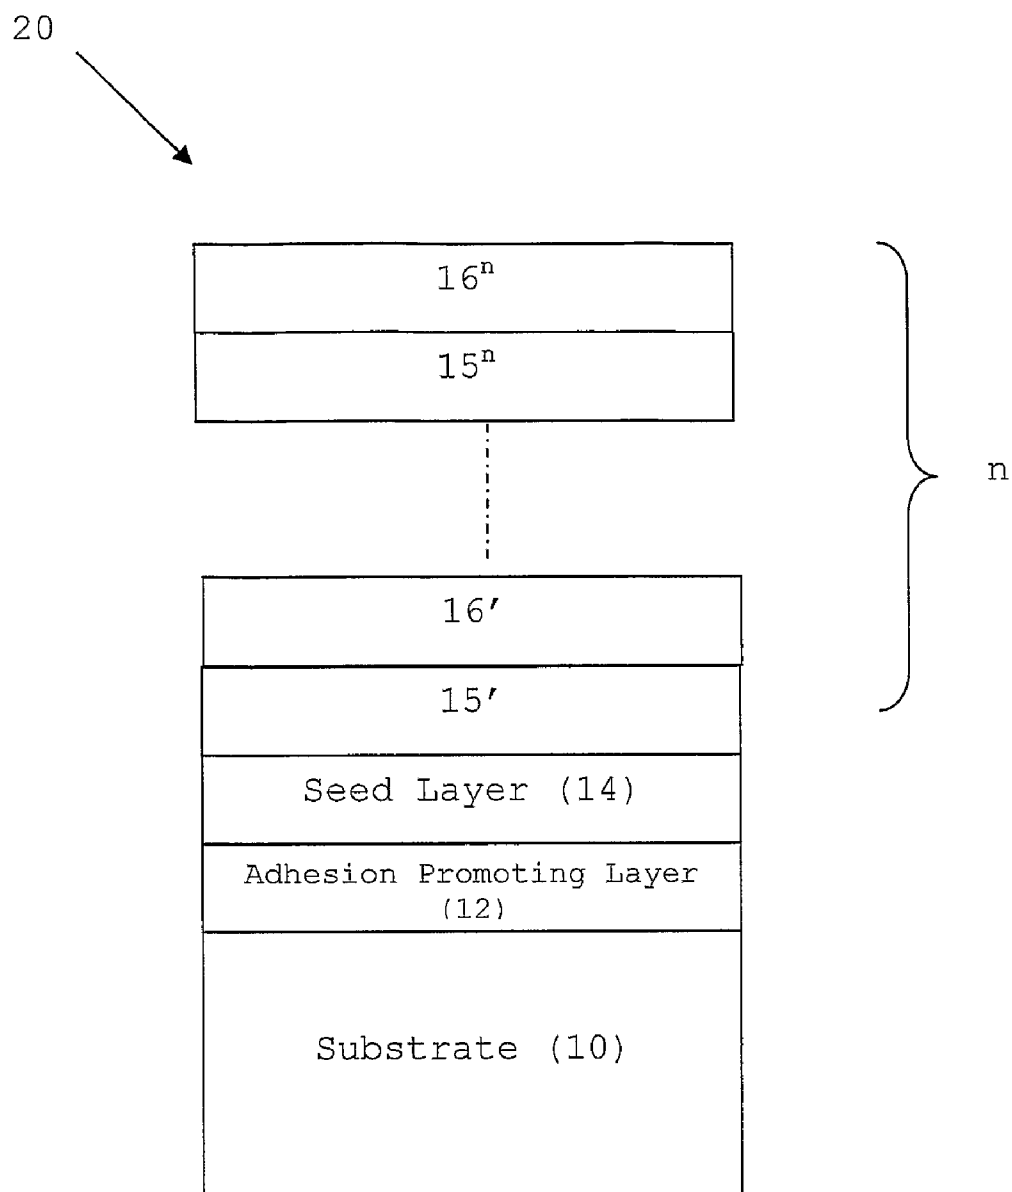 20
16ⁿ
15ⁿ
n
16′
15′
Seed Layer (14)
Adhesion Promoting Layer
(12)
Substrate (10)